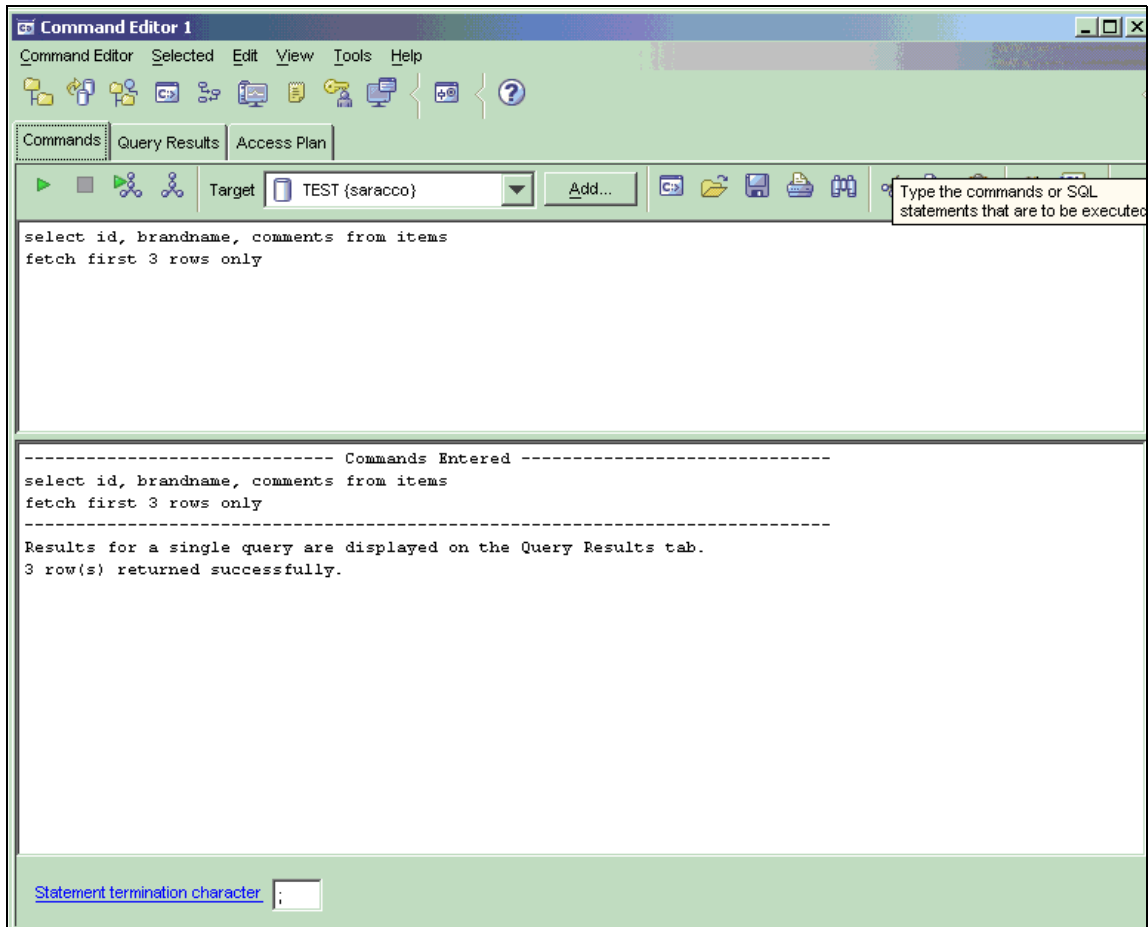 Command Editor 1
Command Editor Selected Edit View Tools Help
Commands Query Results Access Plan
Target TEST {saracco} Add...
Type the commands or SQL
statements that are to be executed
select id, brandname, comments from items
fetch first 3 rows only
------------------------------ Commands Entered ------------------------------
select id, brandname, comments from items
fetch first 3 rows only
------------------------------------------------------------------------------
Results for a single query are displayed on the Query Results tab.
3 row(s) returned successfully.
Statement termination character ;